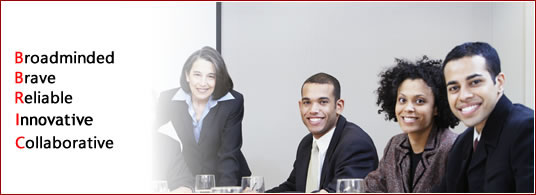 Broadminded
Brave
Reliable
Innovative
Collaborative